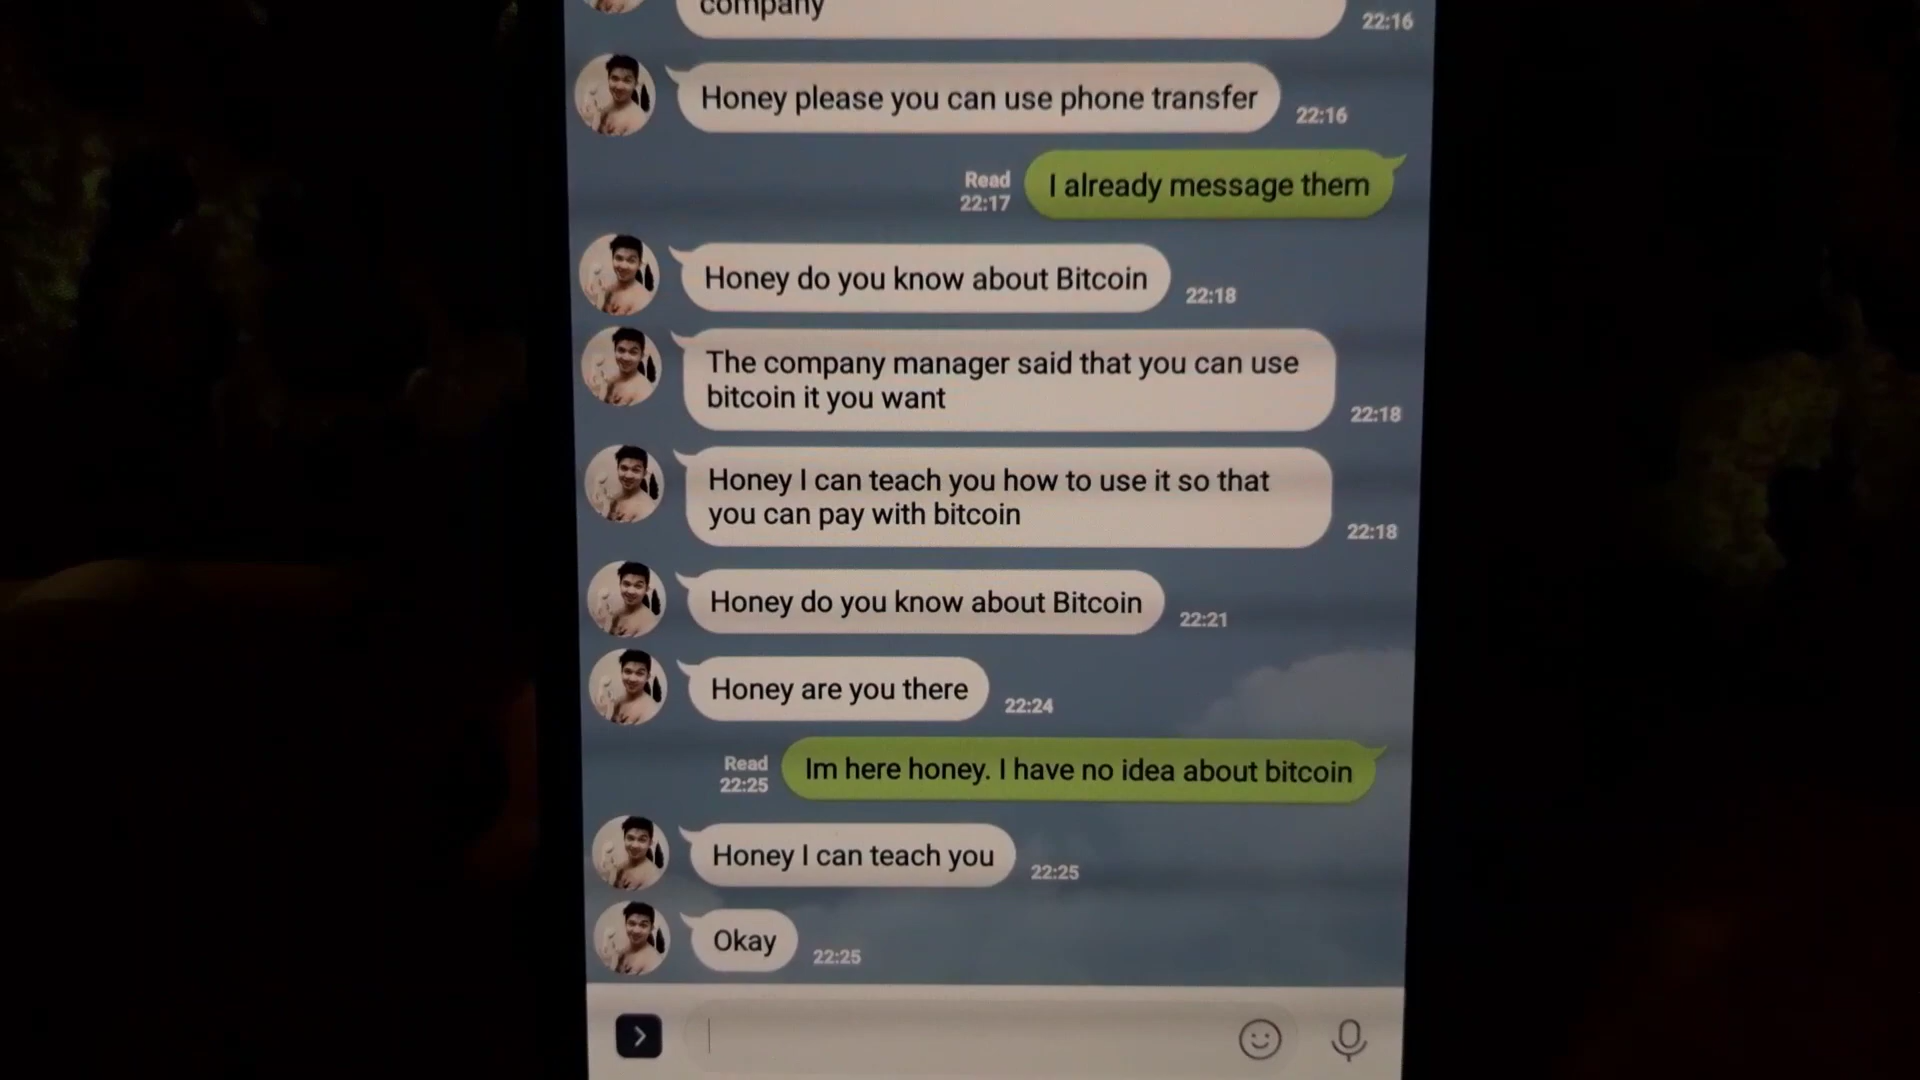 company
22:16
Honey please you can use phone transfer
22:16
Read
22:17
I already message them
Honey do you know about Bitcoin
22:18
The company manager said that you can use
bitcoin it you want
22:18
Honey I can teach you how to use it so that
you can pay with bitcoin
22:18
Honey do you know about Bitcoin
22:21
Honey are you there
22:24
Read
22:25
Im here honey. I have no idea about bitcoin
Honey I can teach you
22:25
Okay
22:25